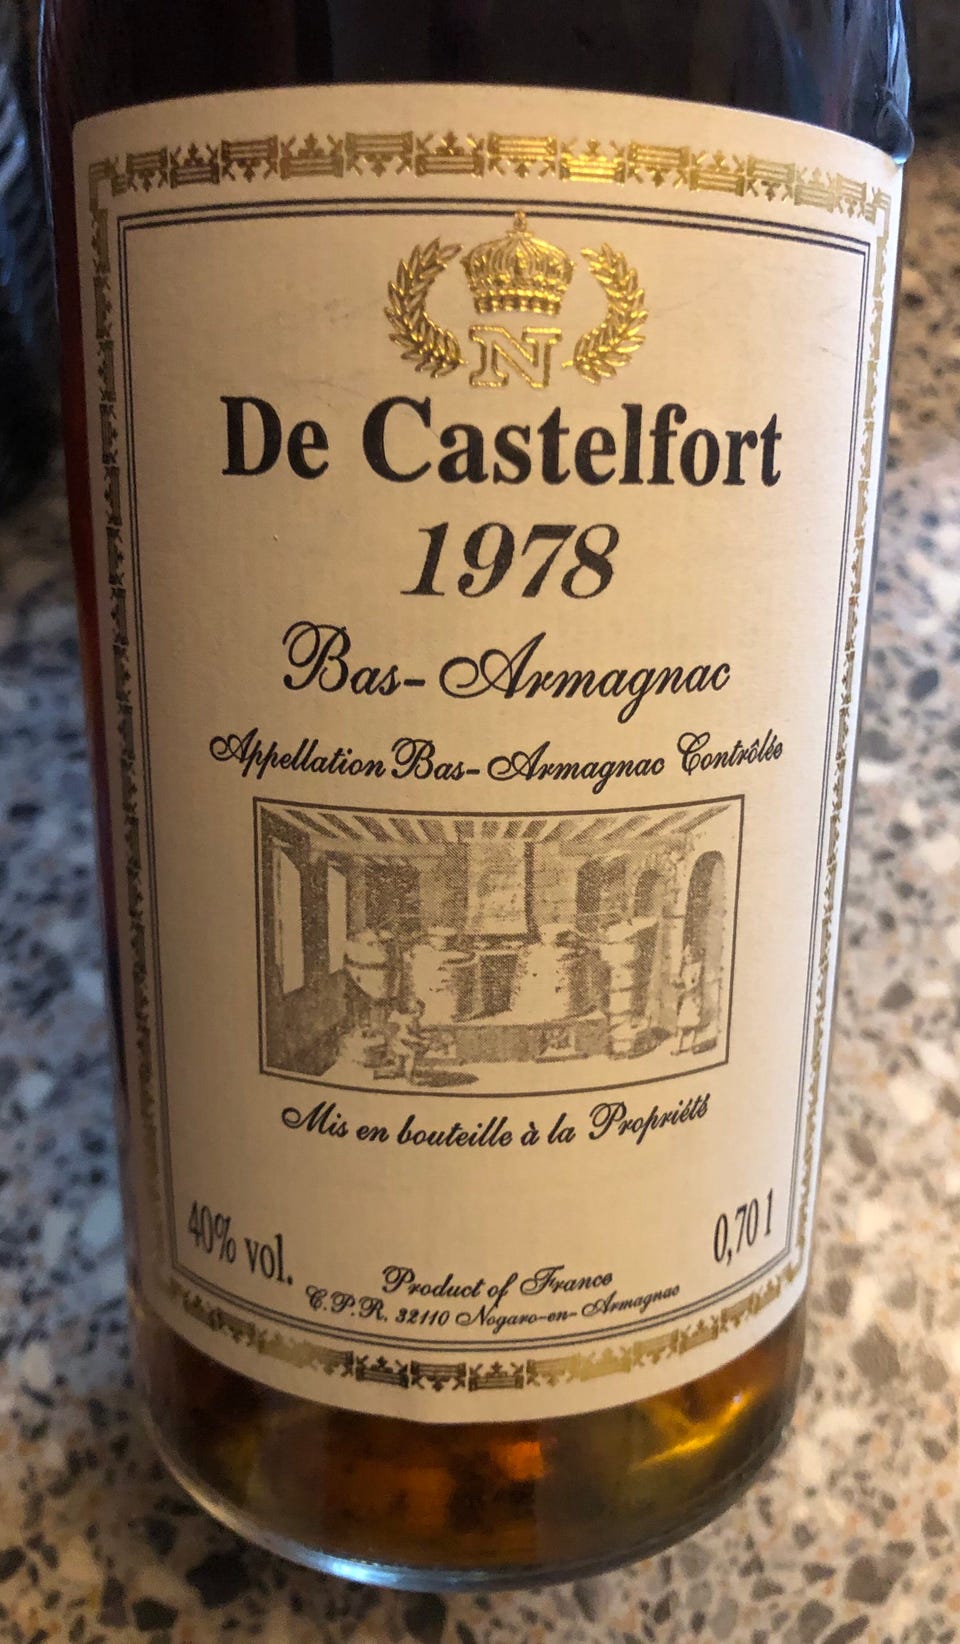 N
De Castelfort
1978
Bas-Armagnac
Appellation Bas-Armagnac Contrôlée
Mis en bouteille à la Propriété
40% vol.
0,70 l
Product of France
C.P.R. 32110 Nogaro-en-Armagnac